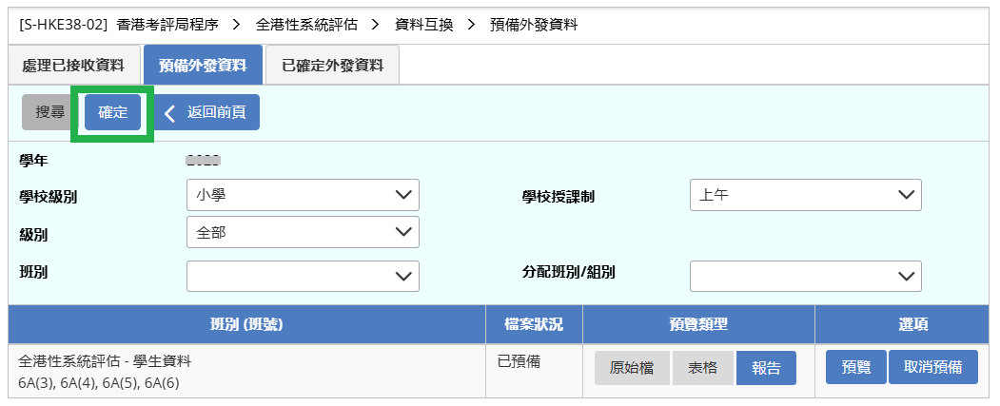 [S-HKE38-02] 香港考評局程序 > 全港性系統評估 > 資料互換 > 預備外發資料
處理已接收資料 預備外發資料 已確定外發資料
搜尋 確定 返回前頁
學年
學校級別 小學 學校授課制 上午
級別 全部
班別 分配班別/組別
班別 (班號) 檔案狀況 預覽類型 選項
全港性系統評估 - 學生資料 已預備 原始檔 表格 報告 預覽 取消預備
6A(3), 6A(4), 6A(5), 6A(6)